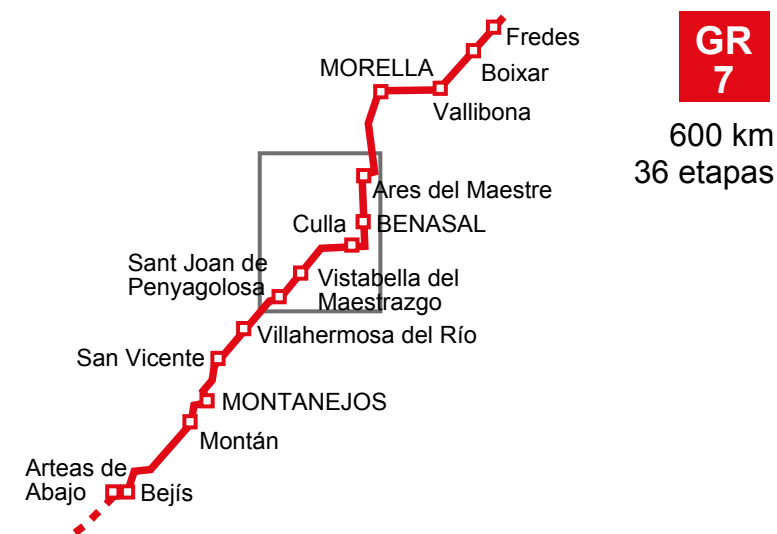 Fredes
GR
7
Boixar
MORELLA
Vallibona
600 km
36 etapas
Ares del Maestre
Culla
BENASAL
Sant Joan de
Penyagolosa
Vistabella del
Maestrazgo
Villahermosa del Río
San Vicente
MONTANEJOS
Montán
Arteas de
Abajo
Bejís